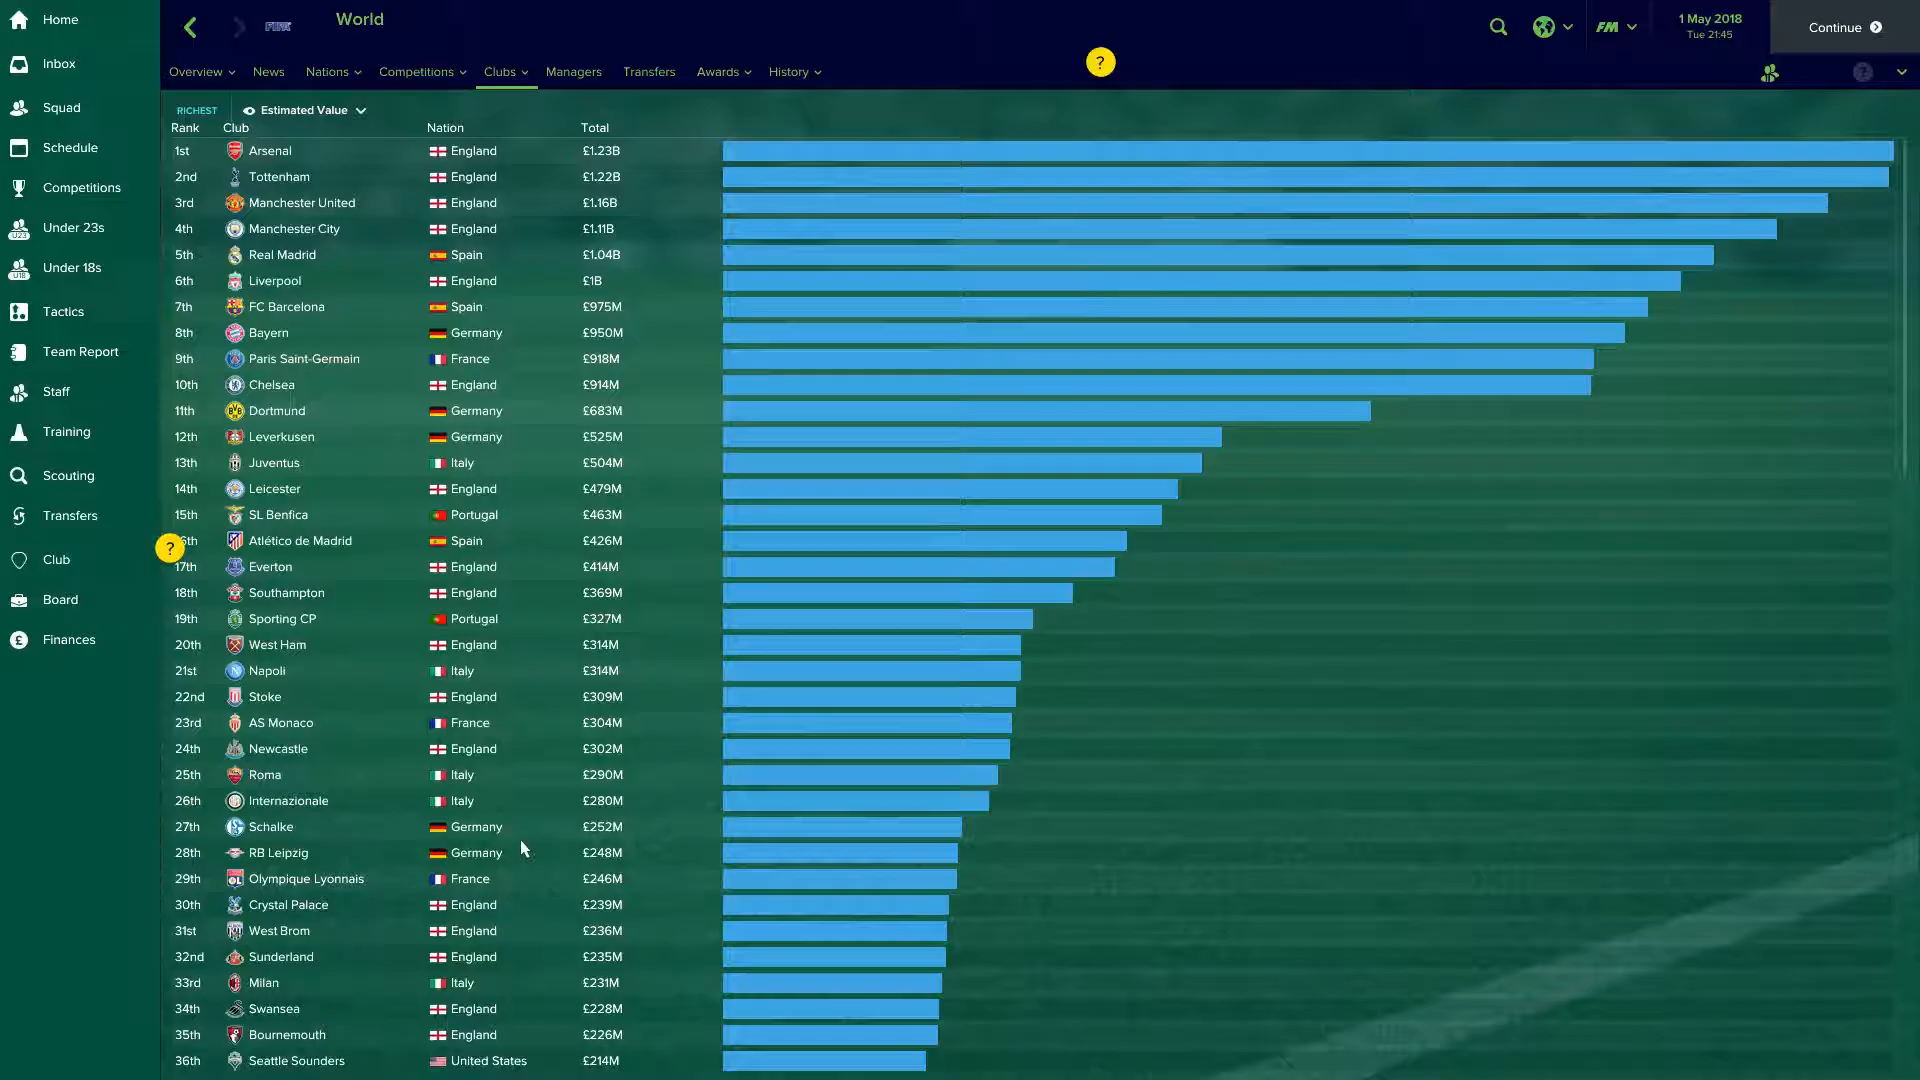 Home
Inbox
Squad
Schedule
Competitions
Under 23s
Under 18s
Tactics
Team Report
Staff
Training
Scouting
Transfers
Club
Board
Finances
FIFA
World
FM
1 May 2018
Tue 21:45
Continue
Overview News Nations Competitions Clubs Managers Transfers Awards History
?
RICHEST Estimated Value
Rank Club Nation Total
1st Arsenal England £1.23B
2nd Tottenham England £1.22B
3rd Manchester United England £1.16B
4th Manchester City England £1.11B
5th Real Madrid Spain £1.04B
6th Liverpool England £1B
7th FC Barcelona Spain £975M
8th Bayern Germany £950M
9th Paris Saint-Germain France £918M
10th Chelsea England £914M
11th Dortmund Germany £683M
12th Leverkusen Germany £525M
13th Juventus Italy £504M
14th Leicester England £479M
15th SL Benfica Portugal £463M
? 6th Atlético de Madrid Spain £426M
17th Everton England £414M
18th Southampton England £369M
19th Sporting CP Portugal £327M
20th West Ham England £314M
21st Napoli Italy £314M
22nd Stoke England £309M
23rd AS Monaco France £304M
24th Newcastle England £302M
25th Roma Italy £290M
26th Internazionale Italy £280M
27th Schalke Germany £252M
28th RB Leipzig Germany £248M
29th Olympique Lyonnais France £246M
30th Crystal Palace England £239M
31st West Brom England £236M
32nd Sunderland England £235M
33rd Milan Italy £231M
34th Swansea England £228M
35th Bournemouth England £226M
36th Seattle Sounders United States £214M